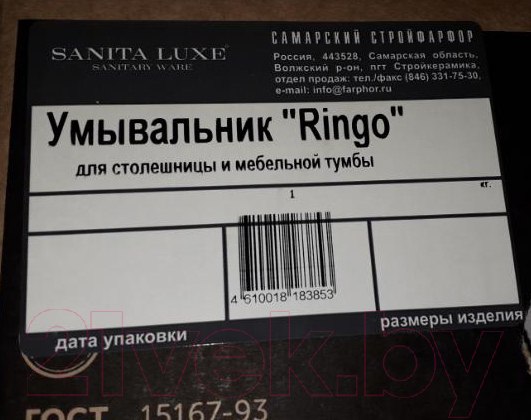 SANITA LUXE
SANITARY WARE
САМАРСКИЙ СТРОЙФАРФОР
Россия, 443528, Самарская область,
Волжский р-он, пгт Стройкерамика,
отдел продаж: тел./факс (846) 331-75-30,
e-mail: info@farphor.ru
Умывальник "Ringo"
для столешницы и мебельной тумбы
1
кг.
4 610018 183853
дата упаковки
размеры изделия
ГОСТ 15167-93
21vek.by